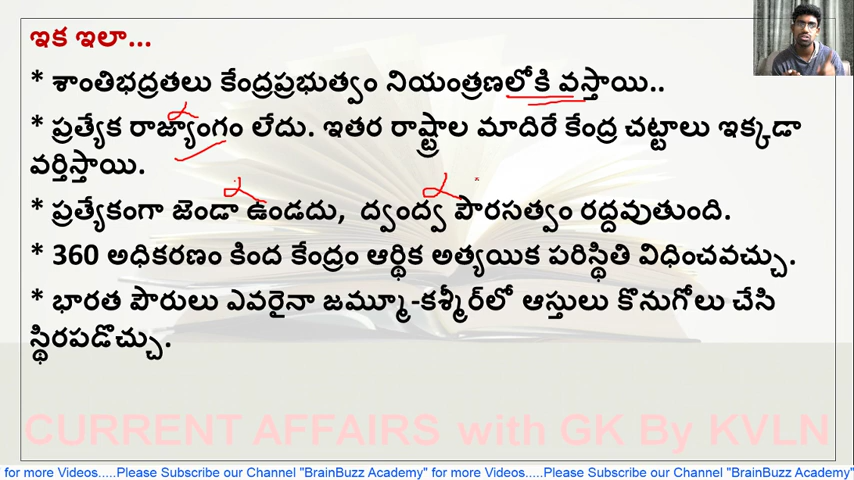 ఇక ఇలా...
* శాంతిభద్రతలు కేంద్రప్రభుత్వం నియంత్రణలోకి వస్తాయి..
* ప్రత్యేక రాజ్యాంగం లేదు. ఇతర రాష్ట్రాల మాదిరే కేంద్ర చట్టాలు ఇక్కడా
వర్తిస్తాయి.
* ప్రత్యేకంగా జెండా ఉండదు, ద్వంద్వ పౌరసత్వం రద్దవుతుంది.
* 360 అధికరణం కింద కేంద్రం ఆర్థిక అత్యయిక పరిస్థితి విధించవచ్చు.
* భారత పౌరులు ఎవరైనా జమ్మూ-కశ్మీర్‌లో ఆస్తులు కొనుగోలు చేసి
స్థిరపడొచ్చు.
CURRENT AFFAIRS with GK By KVLN
for more Videos.....Please Subscribe our Channel "BrainBuzz Academy" for more Videos.....Please Subscribe our Channel "BrainBuzz Academy"